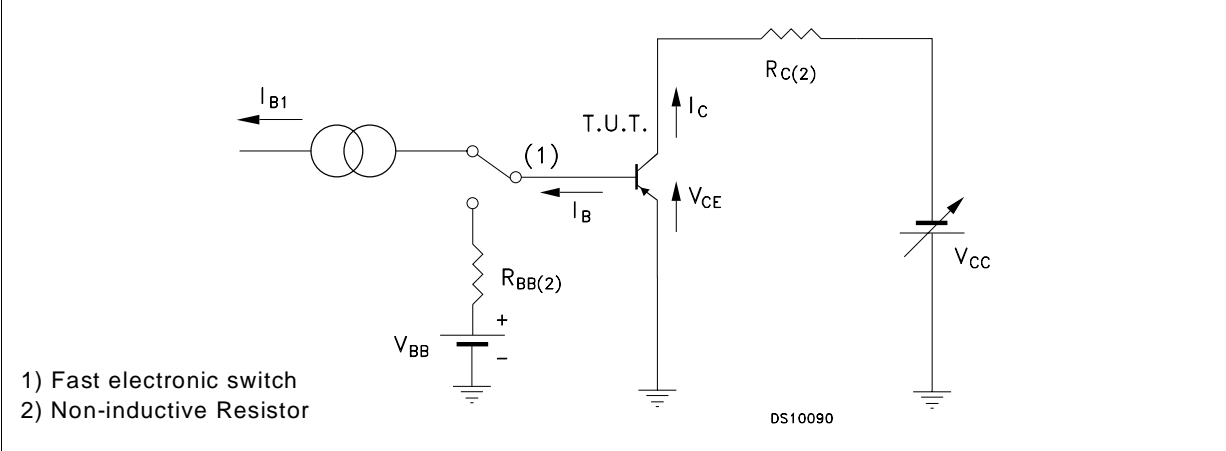 R_C(2)
I_B1
I_C
T.U.T.
(1)
V_CE
I_B
V_CC
R_BB(2)
+
V_BB
−
1) Fast electronic switch
2) Non-inductive Resistor
DS10090